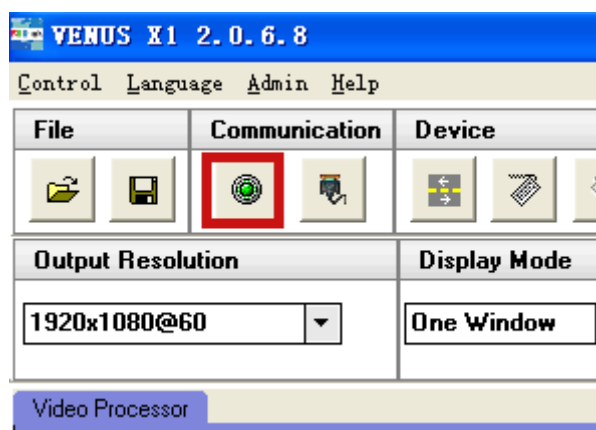 VENUS X1 2.0.6.8
Control Language Admin Help
File Communication Device
Output Resolution Display Mode
1920x1080@60 One Window
Video Processor